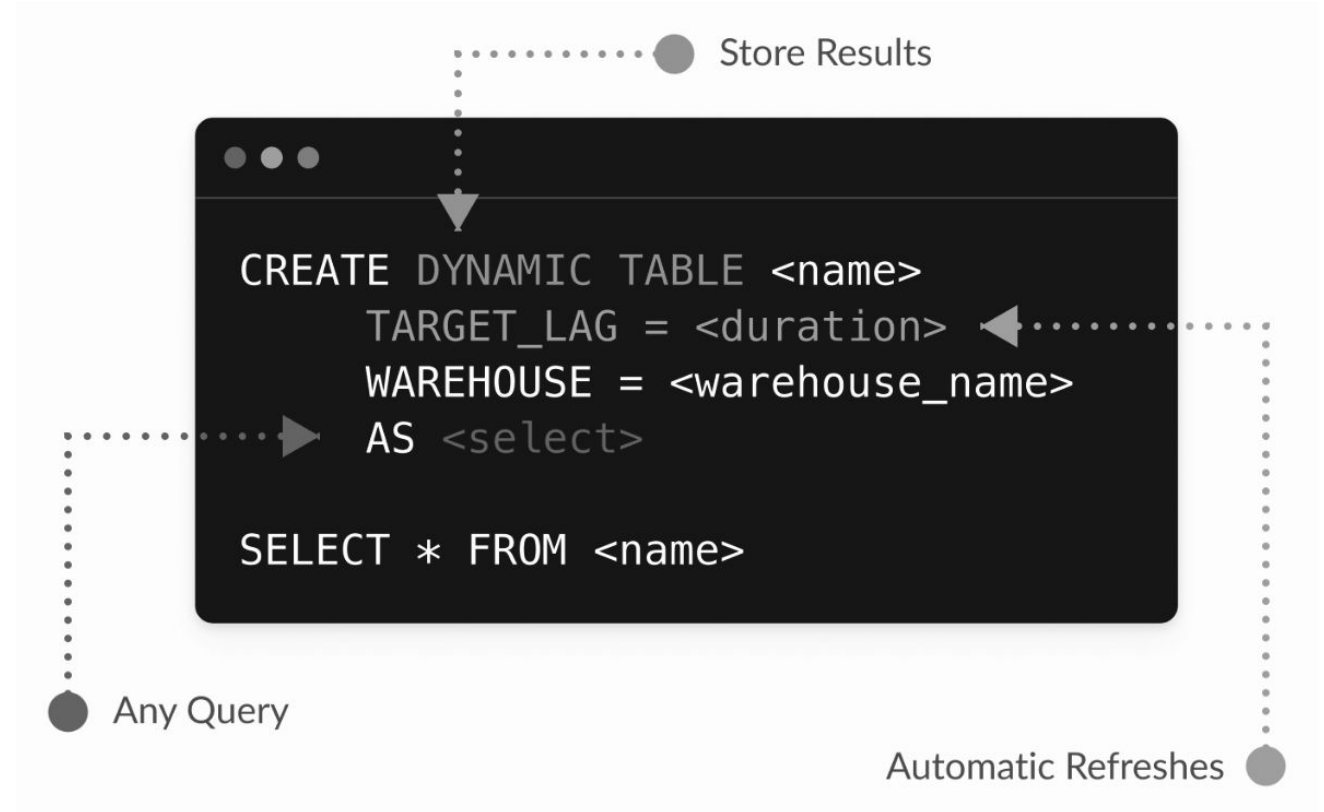 Store Results
CREATE DYNAMIC TABLE <name>
TARGET_LAG = <duration>
WAREHOUSE = <warehouse_name>
AS <select>
SELECT * FROM <name>
Any Query
Automatic Refreshes